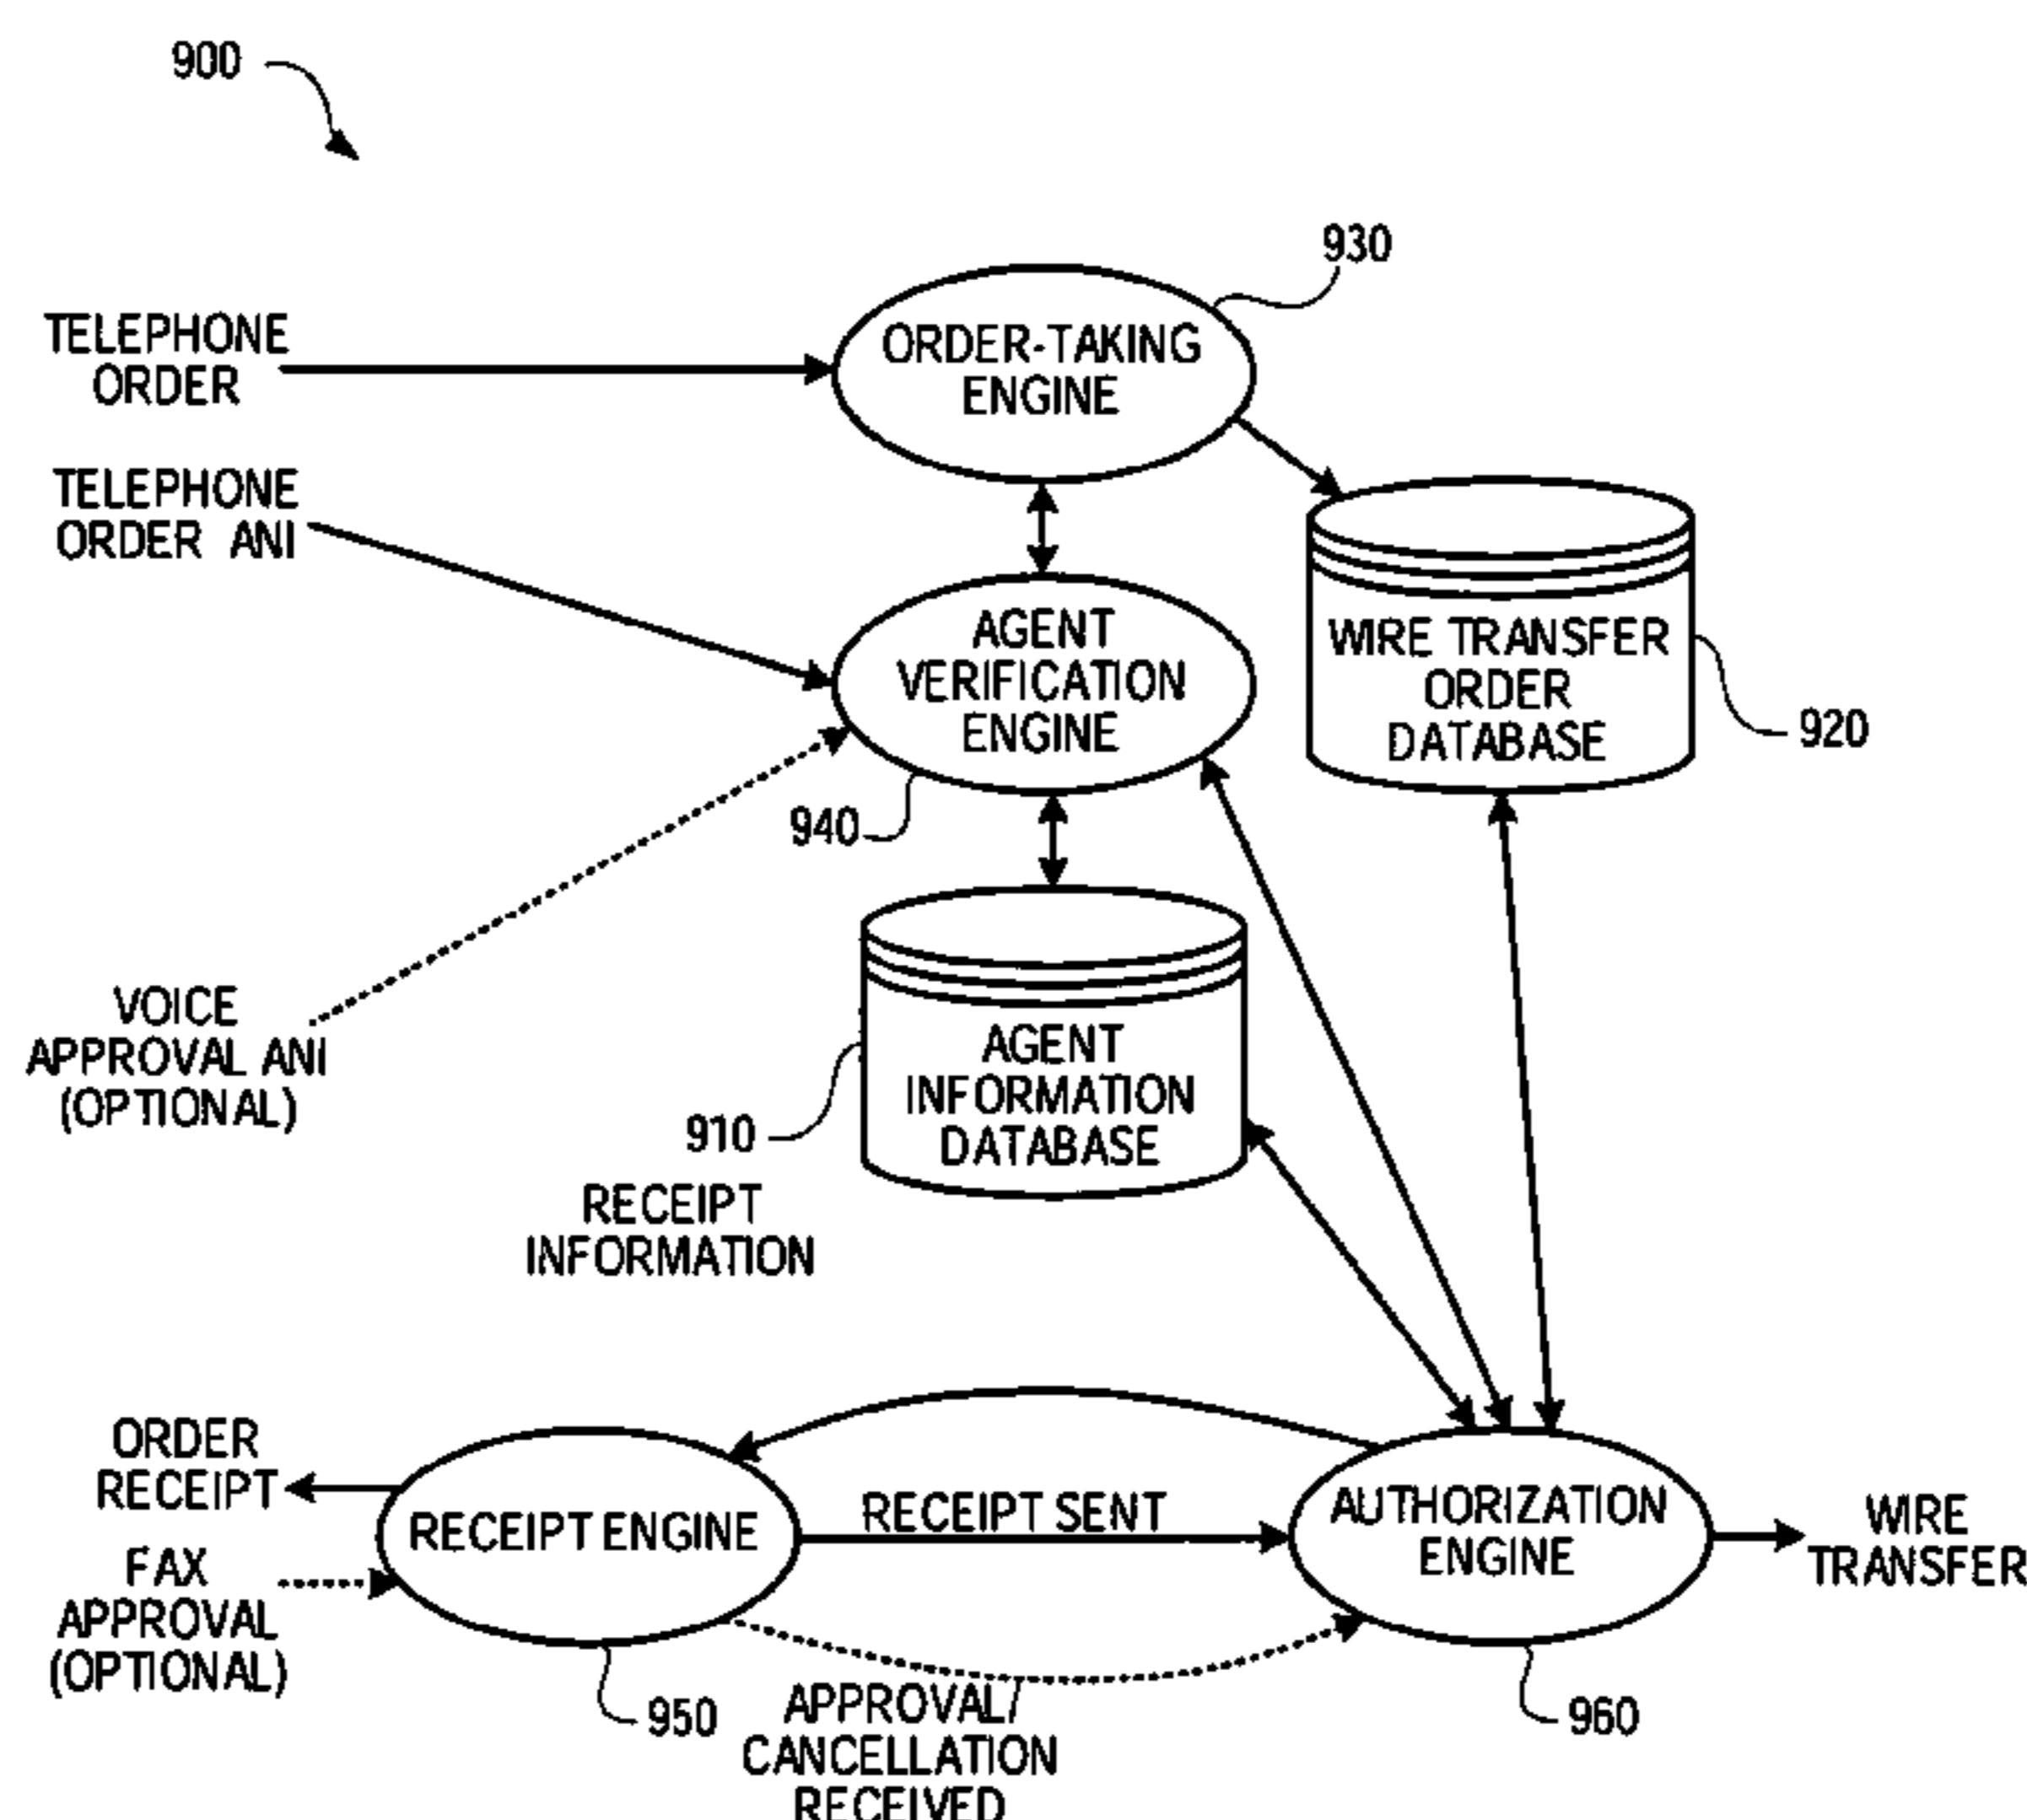 900
930
TELEPHONE
ORDER
ORDER-TAKING
ENGINE
TELEPHONE
ORDER ANI
AGENT
VERIFICATION
ENGINE
WIRE TRANSFER
ORDER
DATABASE
920
940
VOICE
APPROVAL ANI
(OPTIONAL)
AGENT
INFORMATION
DATABASE
910
RECEIPT
INFORMATION
ORDER
RECEIPT
RECEIPT ENGINE
RECEIPT SENT
AUTHORIZATION
ENGINE
WIRE
TRANSFER
FAX
APPROVAL
(OPTIONAL)
950
APPROVAL/
CANCELLATION
RECEIVED
960